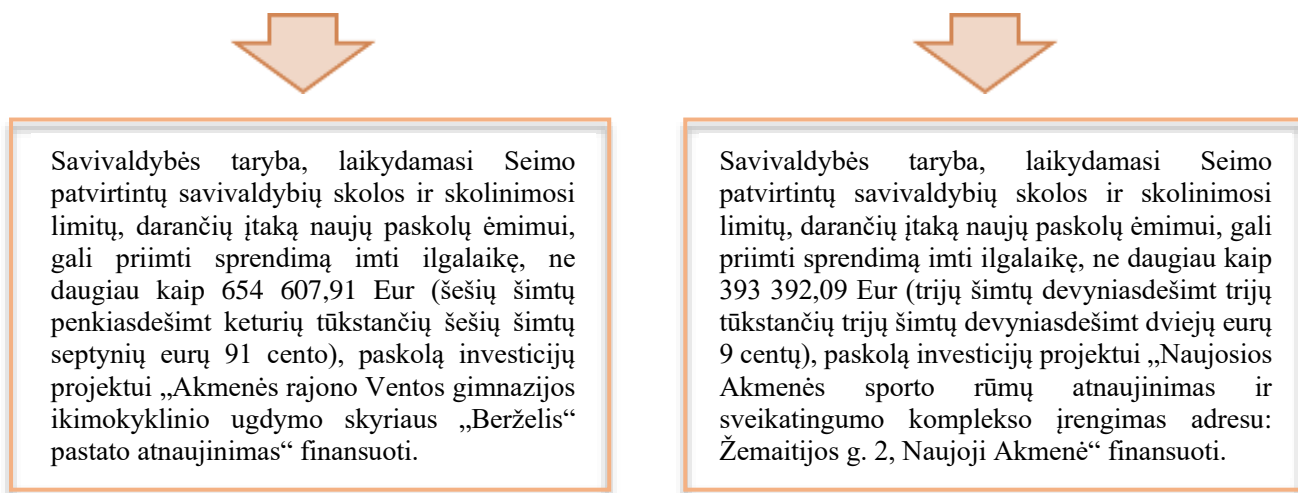 Savivaldybės taryba, laikydamasi Seimo
patvirtintų savivaldybių skolos ir skolinimosi
limitų, darančių įtaką naujų paskolų ėmimui,
gali priimti sprendimą imti ilgalaikę, ne
daugiau kaip 654 607,91 Eur (šešių šimtų
penkiasdešimt keturių tūkstančių šešių šimtų
septynių eurų 91 cento), paskolą investicijų
projektui „Akmenės rajono Ventos gimnazijos
ikimokyklinio ugdymo skyriaus „Berželis“
pastato atnaujinimas“ finansuoti.
Savivaldybės taryba, laikydamasi Seimo
patvirtintų savivaldybių skolos ir skolinimosi
limitų, darančių įtaką naujų paskolų ėmimui, gali
priimti sprendimą imti ilgalaikę, ne daugiau kaip
393 392,09 Eur (trijų šimtų devyniasdešimt trijų
tūkstančių trijų šimtų devyniasdešimt dviejų eurų
9 centų), paskolą investicijų projektui „Naujosios
Akmenės sporto rūmų atnaujinimas ir
sveikatingumo komplekso įrengimas adresu:
Žemaitijos g. 2, Naujoji Akmenė“ finansuoti.